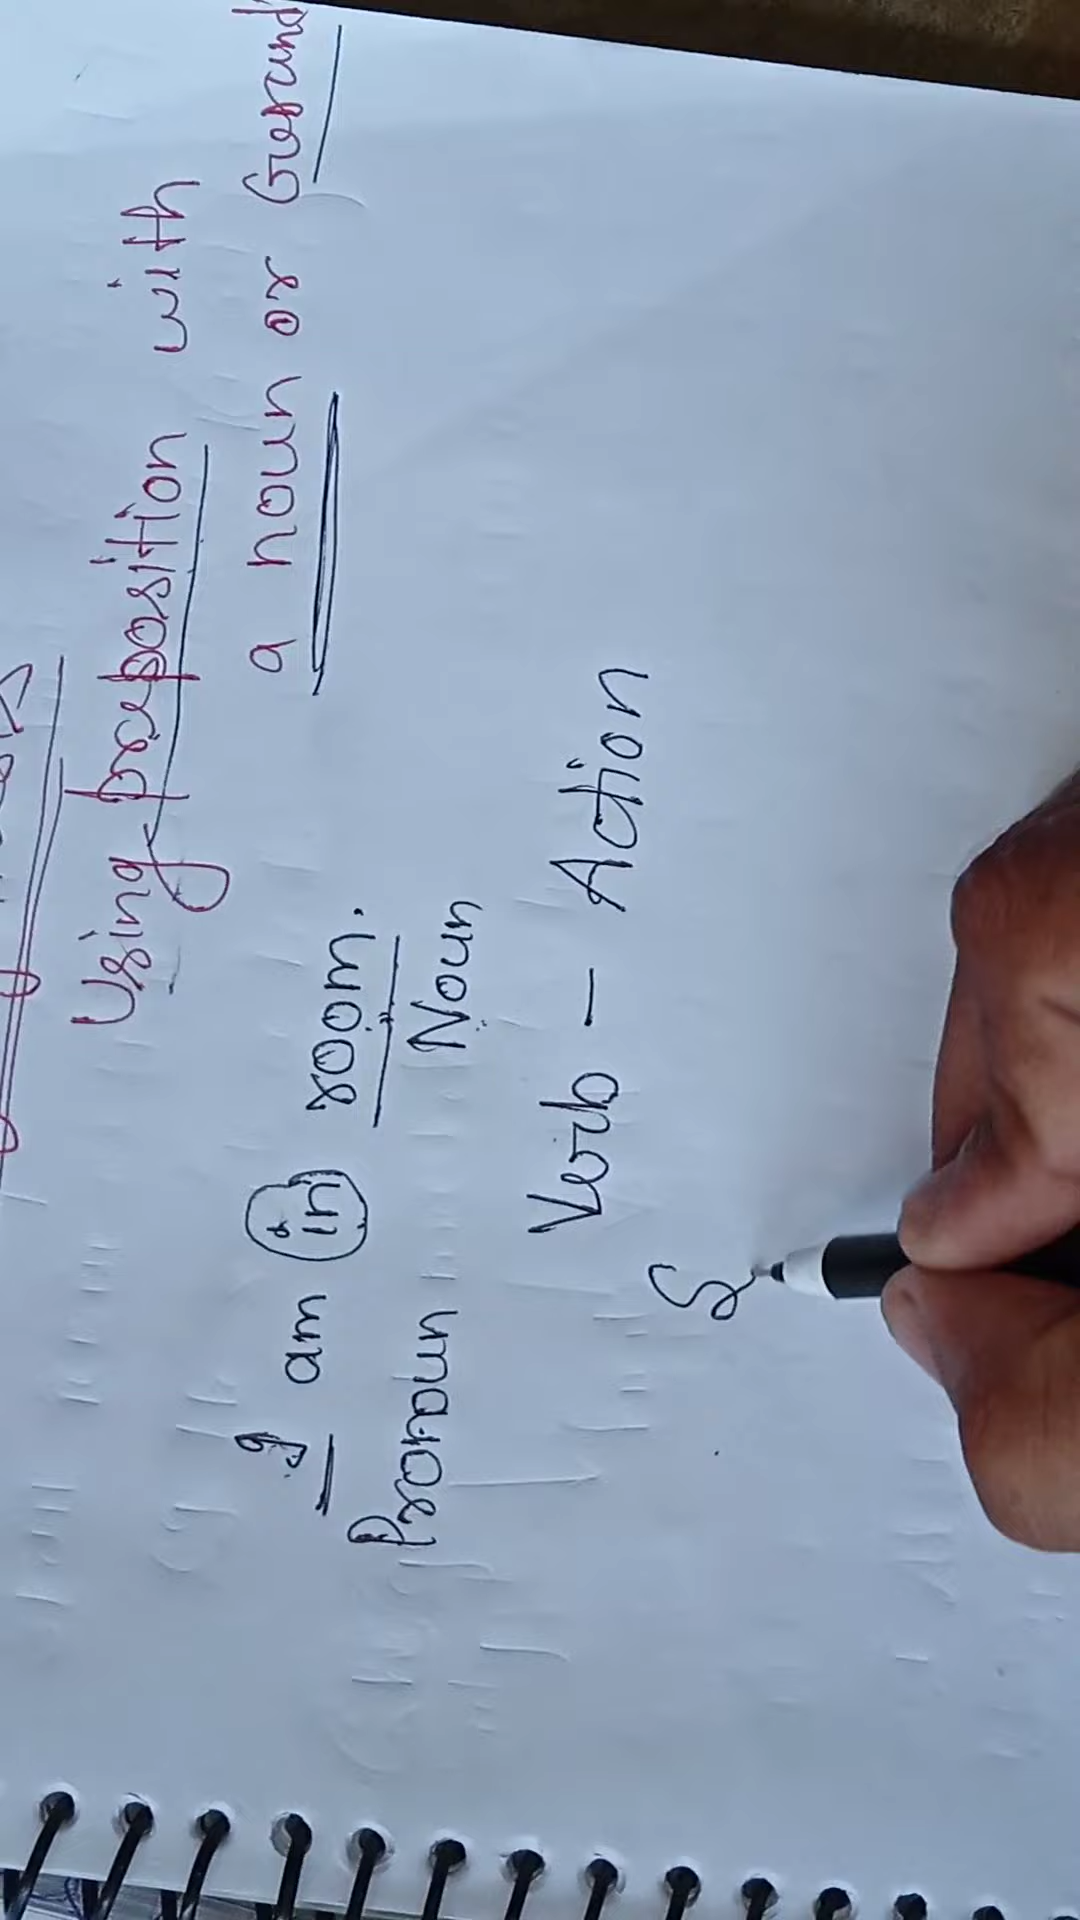 Using preposition with
a noun or Gerund
I am in room.
Pronoun Noun
Verb - Action
S